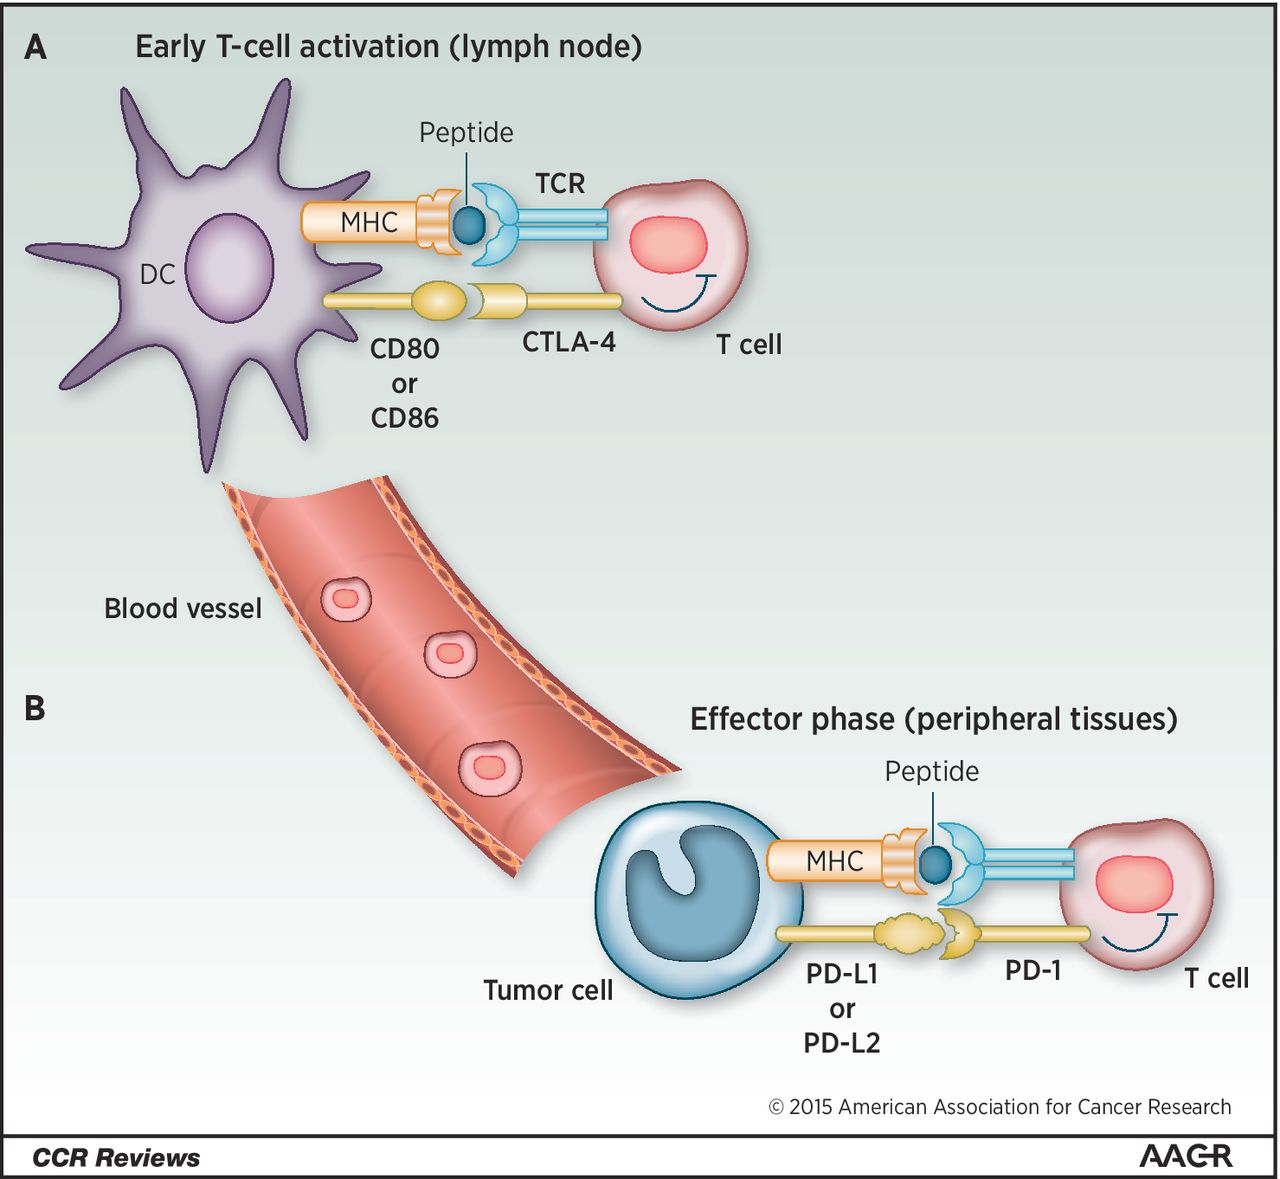 A
Early T-cell activation (lymph node)
Peptide
TCR
MHC
DC
CD80
or
CD86
CTLA-4
T cell
Blood vessel
B
Effector phase (peripheral tissues)
Peptide
MHC
PD-L1
or
PD-L2
PD-1
T cell
Tumor cell
© 2015 American Association for Cancer Research
CCR Reviews
AACR